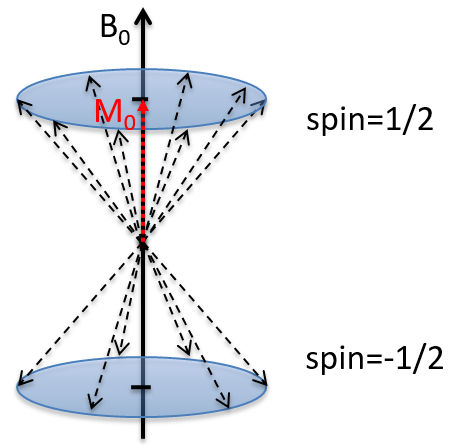 B₀
M₀
spin=1/2
spin=-1/2